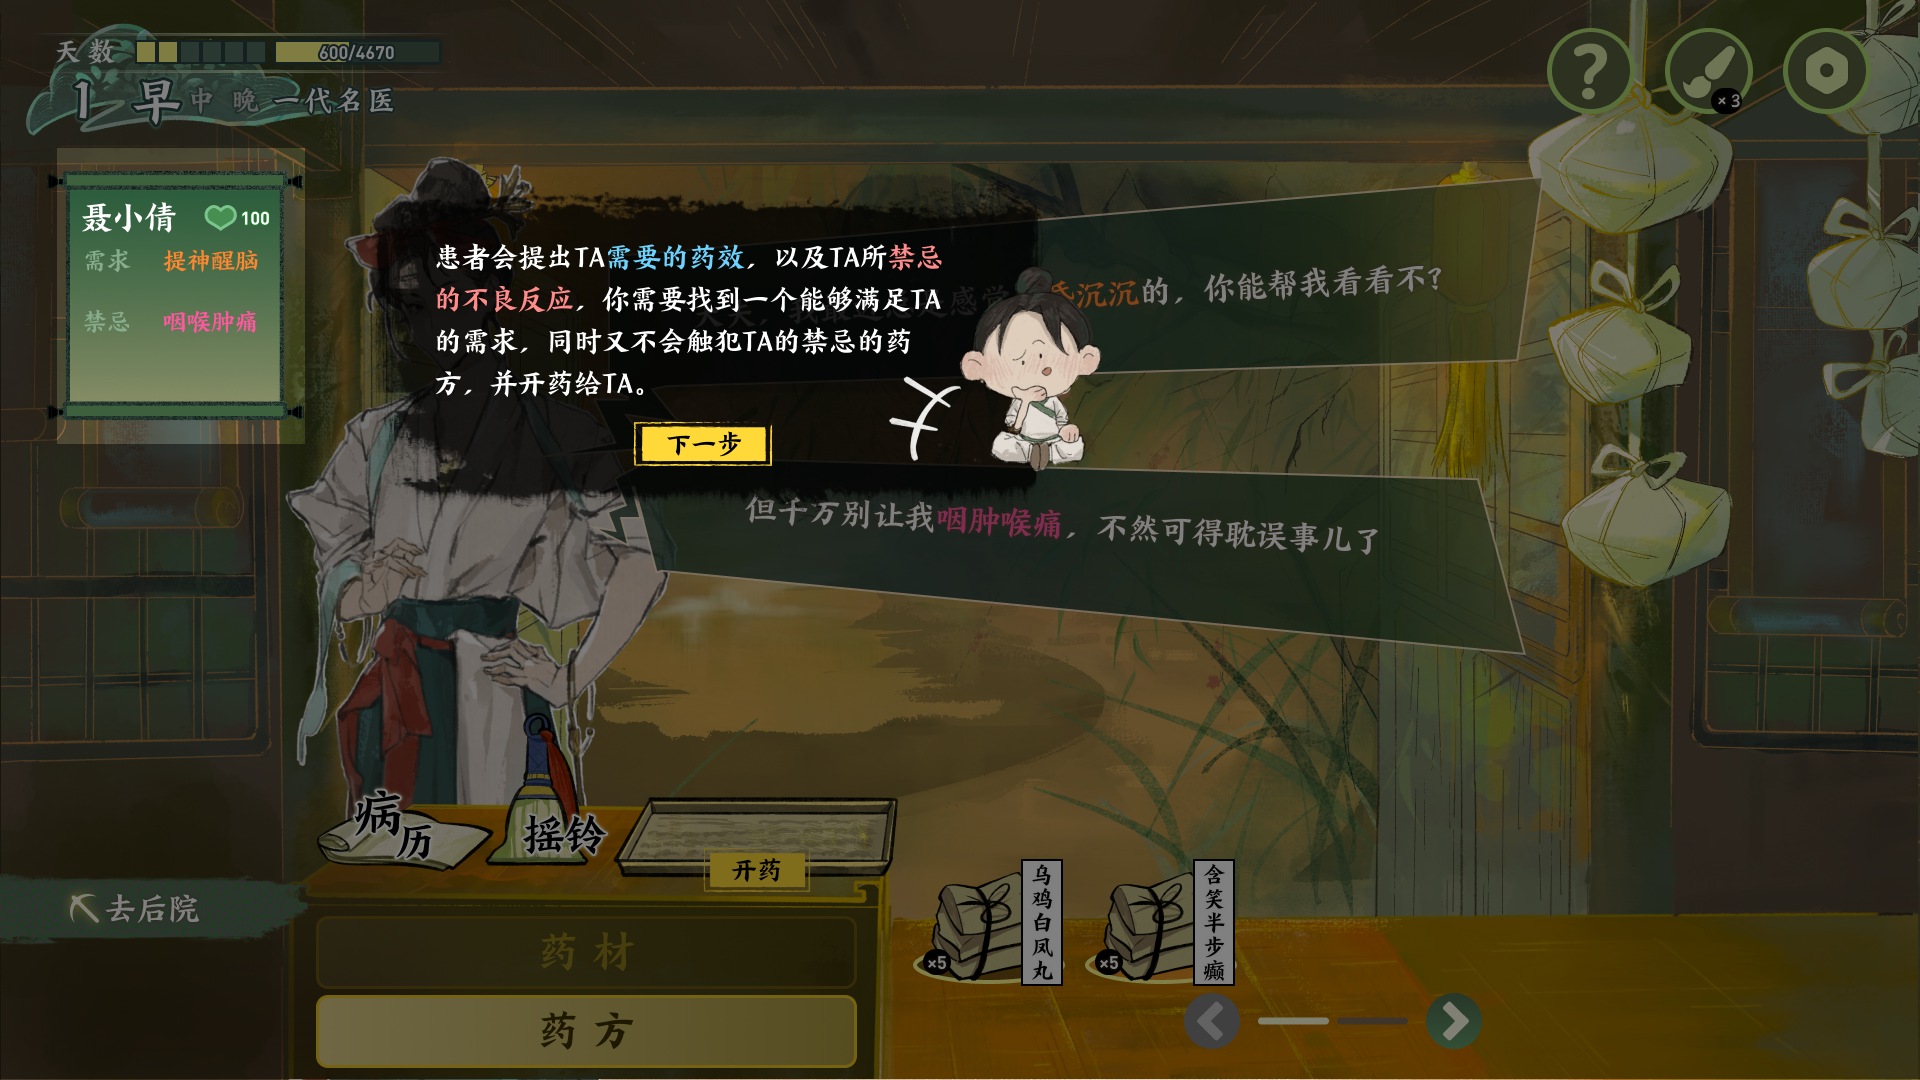 天数
600/4670
1 早 中 晚 一代名医
× 3
聂小倩 100
需求 提神醒脑
禁忌 咽喉肿痛
患者会提出TA需要的药效，以及TA所禁忌
的不良反应，你需要找到一个能够满足TA
的需求，同时又不会触犯TA的禁忌的药
方，并开药给TA。
下一步
沉沉的，你能帮我看看不？
但千万别让我咽肿喉痛，不然可得耽误事儿了
病历
摇铃
开药
去后院
药材
药方
乌鸡白凤丸
×5
含笑半步癫
×5